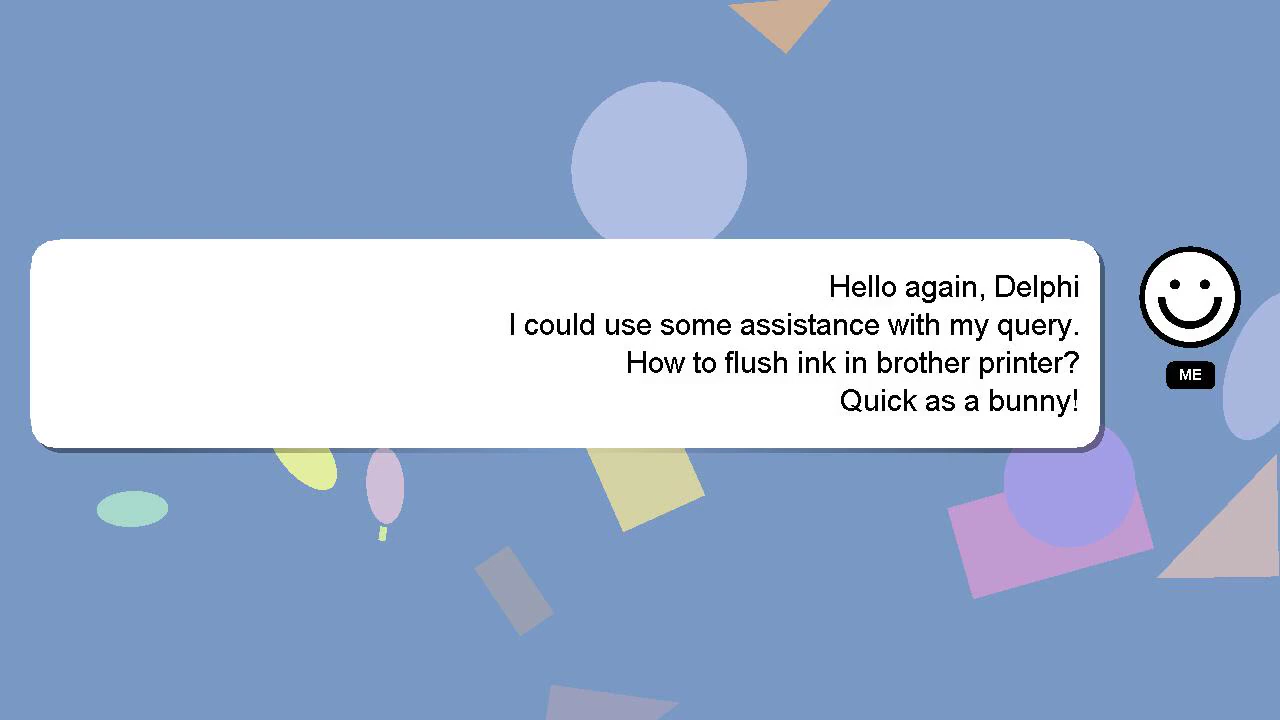 Hello again, Delphi
I could use some assistance with my query.
How to flush ink in brother printer?
Quick as a bunny!
ME